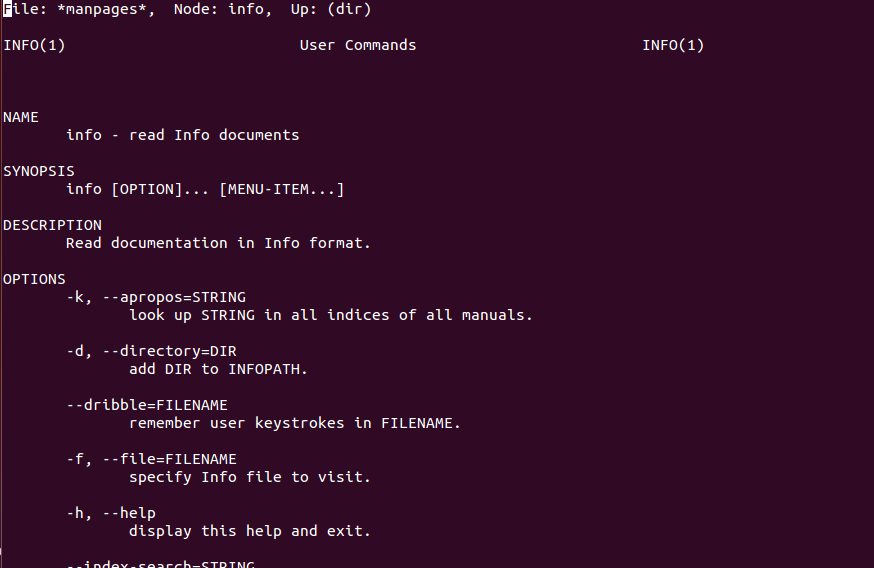 File: *manpages*,  Node: info,  Up: (dir)
INFO(1) User Commands INFO(1)
NAME
info - read Info documents
SYNOPSIS
info [OPTION]... [MENU-ITEM...]
DESCRIPTION
Read documentation in Info format.
OPTIONS
-k, --apropos=STRING
look up STRING in all indices of all manuals.
-d, --directory=DIR
add DIR to INFOPATH.
--dribble=FILENAME
remember user keystrokes in FILENAME.
-f, --file=FILENAME
specify Info file to visit.
-h, --help
display this help and exit.
--index-search=STRING